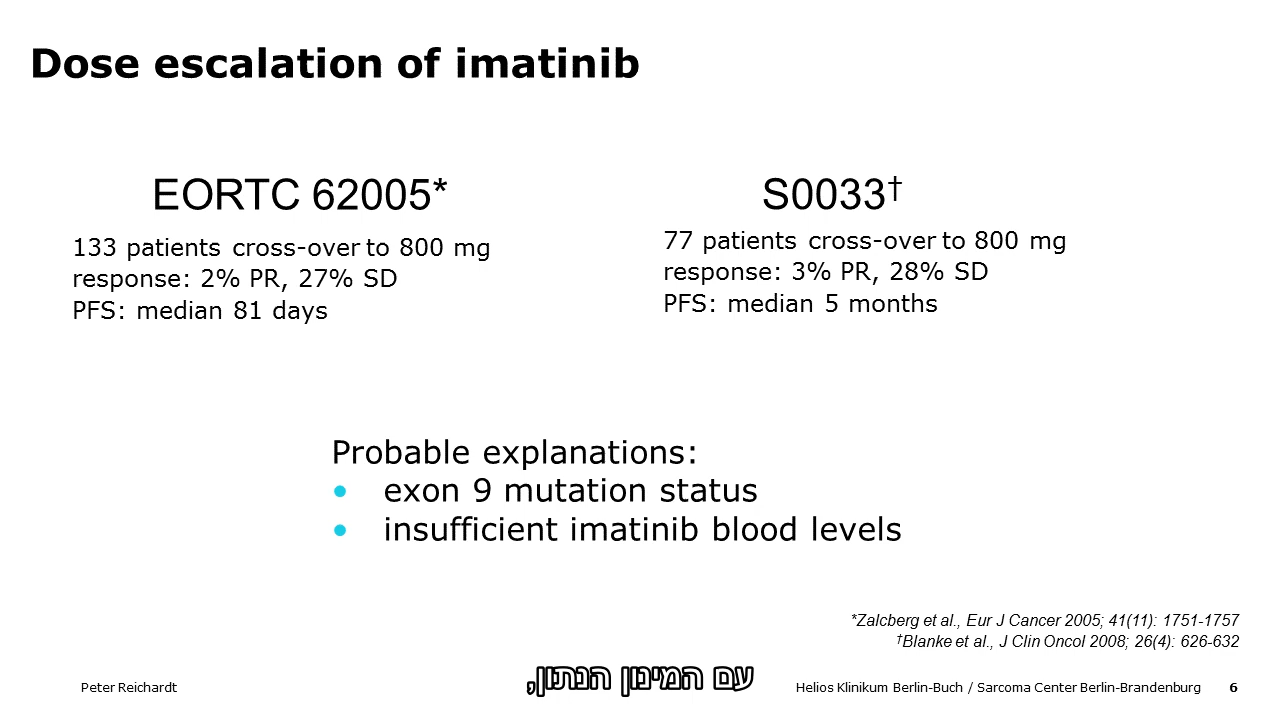 Dose escalation of imatinib
EORTC 62005*
133 patients cross-over to 800 mg
response: 2% PR, 27% SD
PFS: median 81 days
S0033†
77 patients cross-over to 800 mg
response: 3% PR, 28% SD
PFS: median 5 months
Probable explanations:
• exon 9 mutation status
• insufficient imatinib blood levels
*Zalcberg et al., Eur J Cancer 2005; 41(11): 1751-1757
†Blanke et al., J Clin Oncol 2008; 26(4): 626-632
עם המינון הנתון,
Peter Reichardt
Helios Klinikum Berlin-Buch / Sarcoma Center Berlin-Brandenburg 6